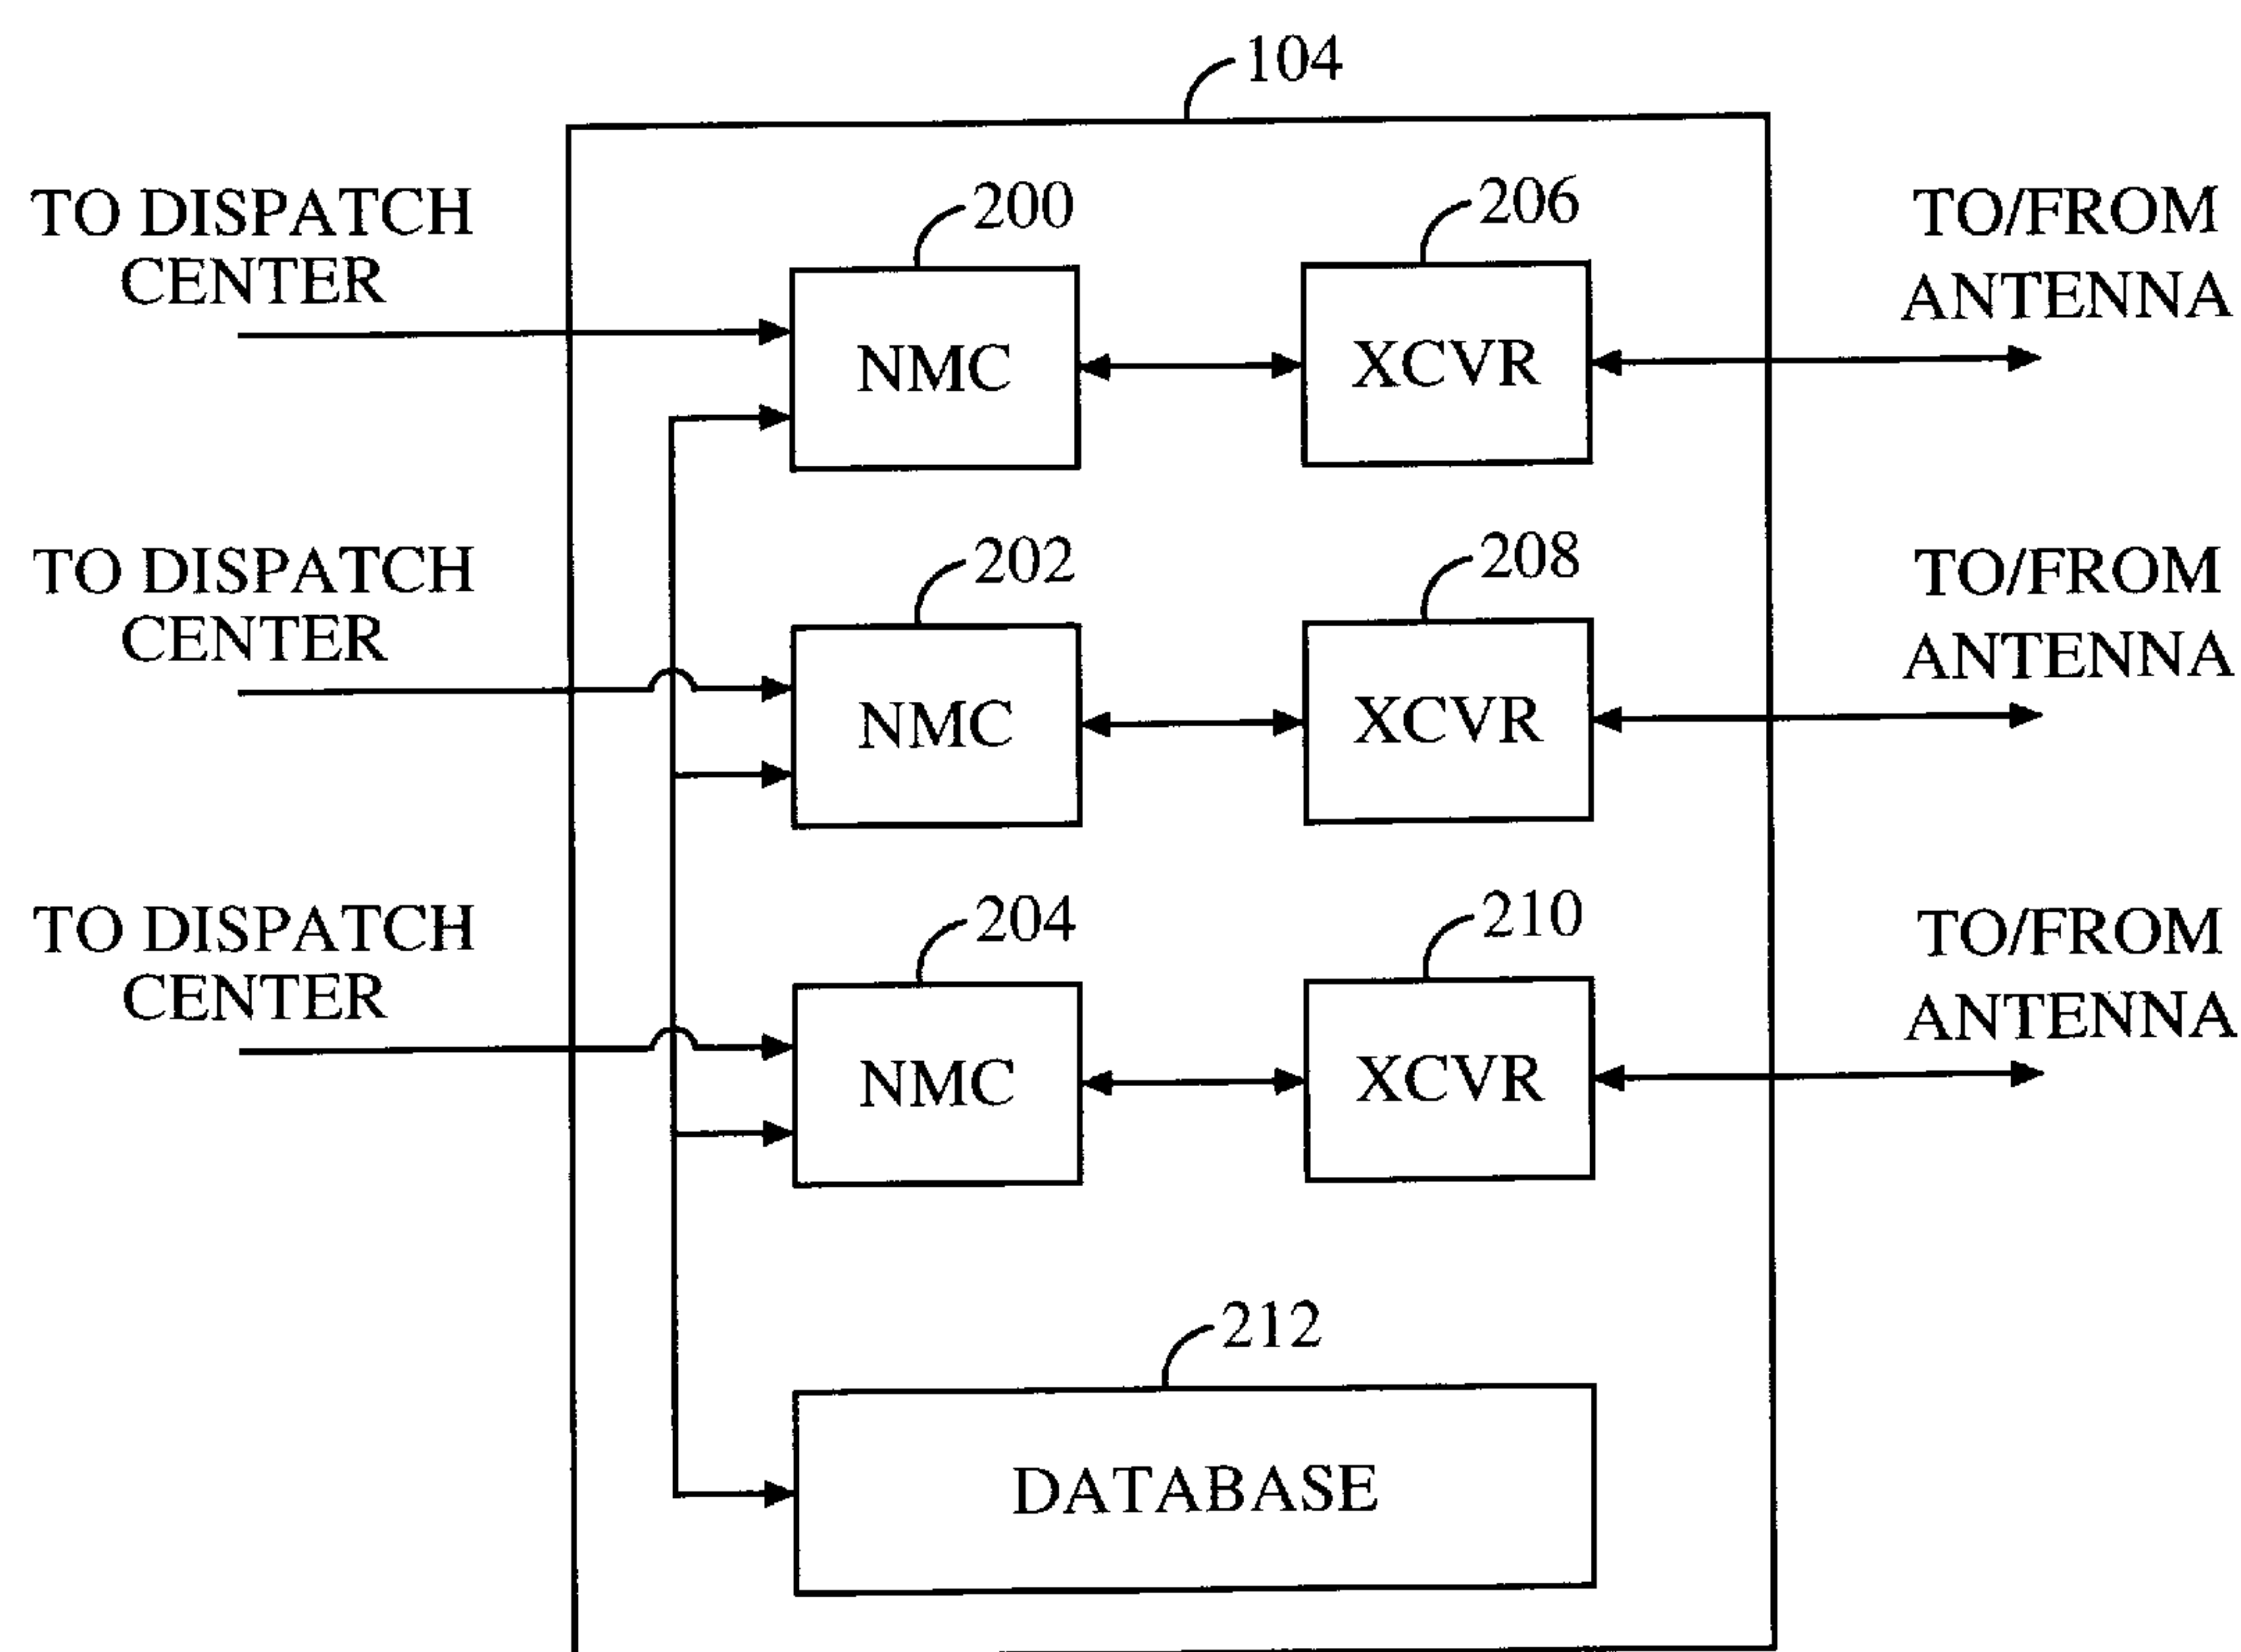 104
TO DISPATCH
CENTER
200
206
TO/FROM
ANTENNA
NMC
XCVR
TO DISPATCH
CENTER
202
208
TO/FROM
ANTENNA
NMC
XCVR
TO DISPATCH
CENTER
204
210
TO/FROM
ANTENNA
NMC
XCVR
212
DATABASE